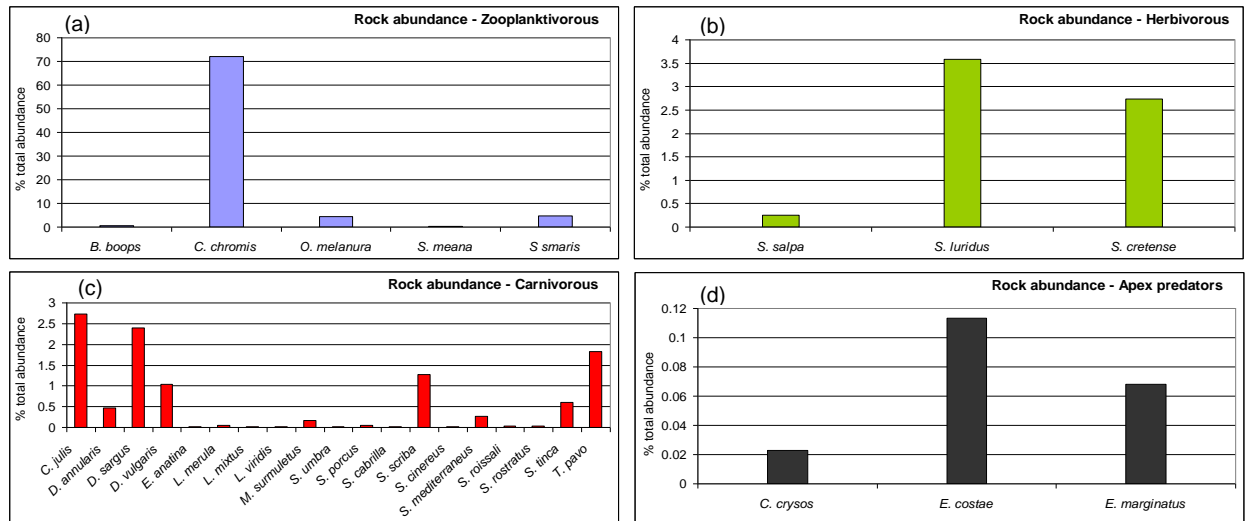 (a)
Rock abundance - Zooplanktivorous
% total abundance
80
70
60
50
40
30
20
10
0
B. boops
C. chromis
O. melanura
S. meana
S smaris
(b)
Rock abundance - Herbivorous
% total abundance
4
3.5
3
2.5
2
1.5
1
0.5
0
S. salpa
S. luridus
S. cretense
(c)
Rock abundance - Carnivorous
% total abundance
3
2.5
2
1.5
1
0.5
0
C. julis
D. annularis
D. sargus
D. vulgaris
E. anatina
L. merula
L. mixtus
L. viridis
M. surmuletus
S. umbra
S. porcus
S. cabrilla
S. scriba
S. cinereus
S. mediterraneus
S. roissali
S. rostratus
S. tinca
T. pavo
(d)
Rock abundance - Apex predators
% total abundance
0.12
0.1
0.08
0.06
0.04
0.02
0
C. crysos
E. costae
E. marginatus